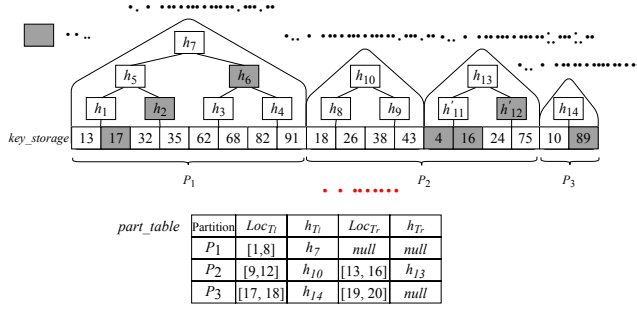 h7
h5 h6 h10 h13
h1 h2 h3 h4 h8 h9 h'11 h'12 h14
key_storage 13 17 32 35 62 68 82 91 18 26 38 43 4 16 24 75 10 89
P1 P2 P3
part_table Partition LocTl hTl LocTr hTr
P1 [1,8] h7 null null
P2 [9,12] h10 [13, 16] h13
P3 [17, 18] h14 [19, 20] null